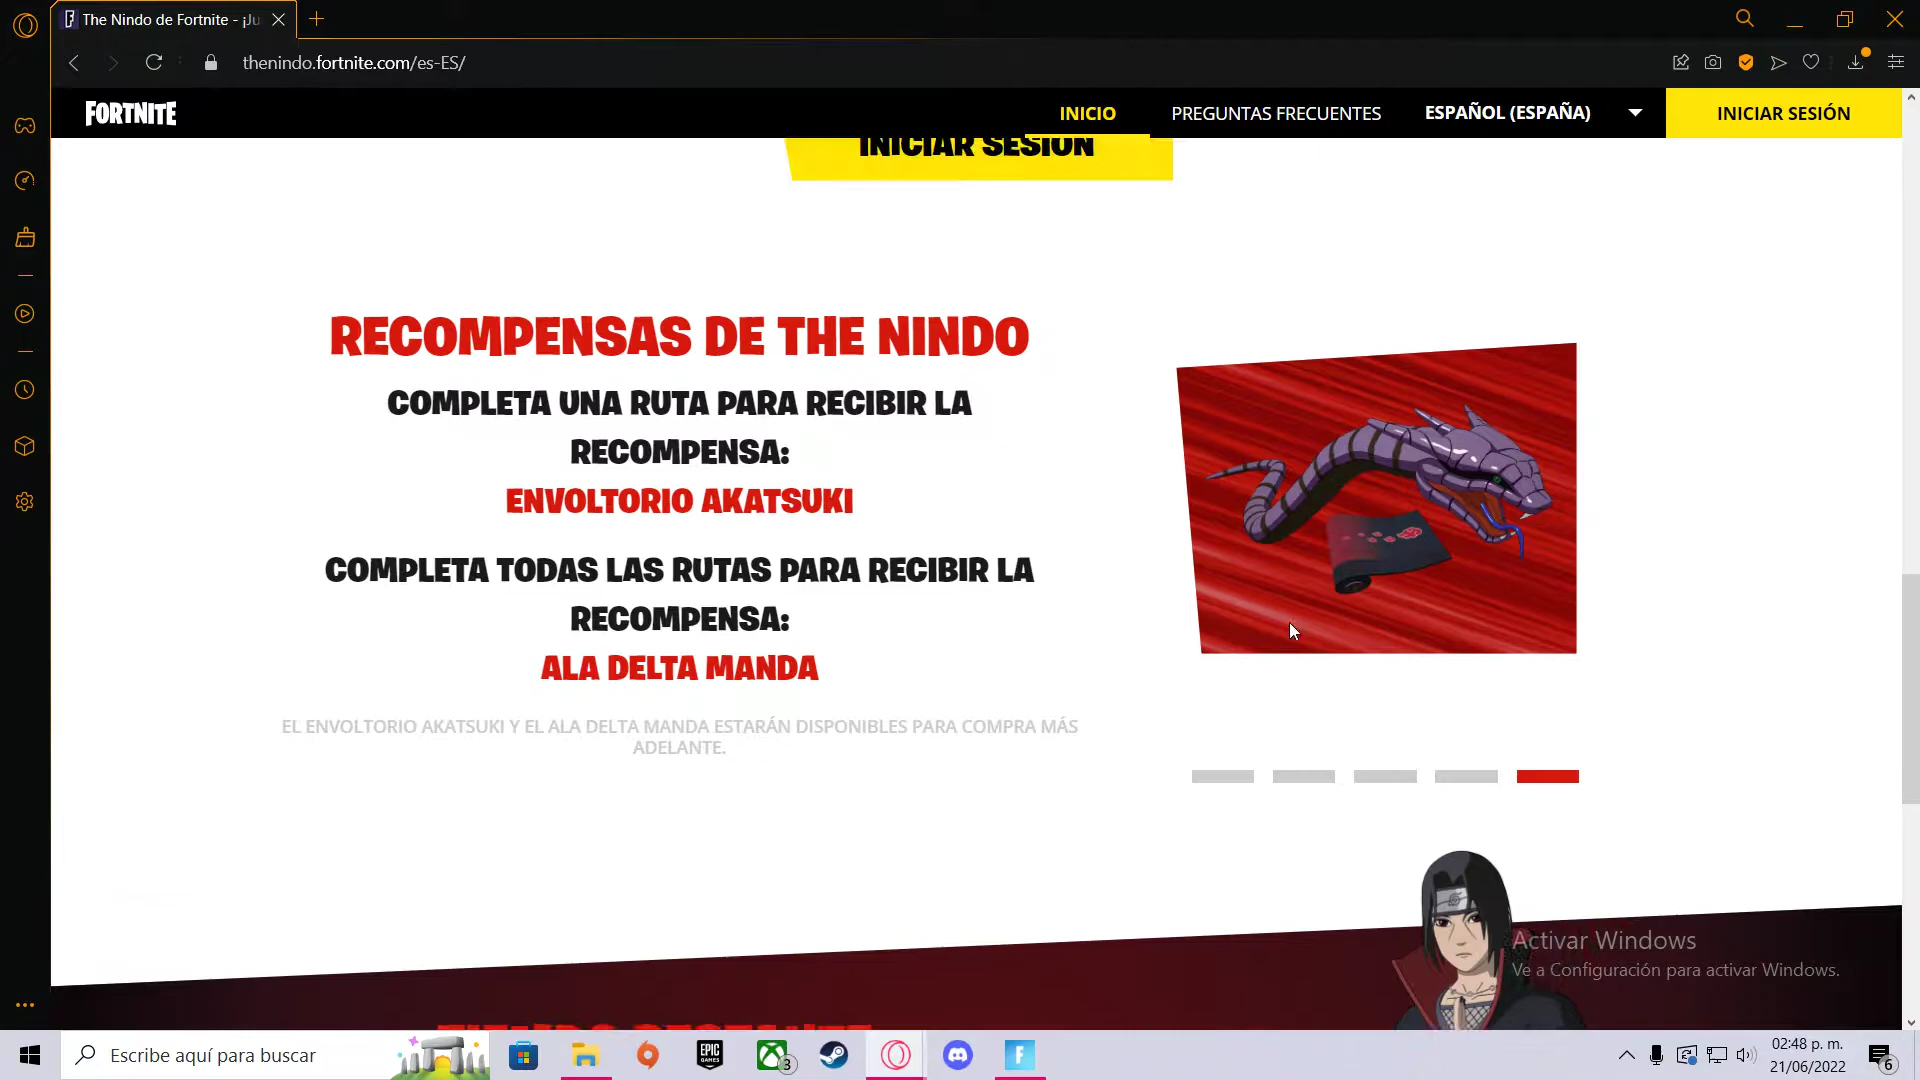 The Nindo de Fortnite - ¡Ju
thenindo.fortnite.com/es-ES/
FORTNITE
INICIO
PREGUNTAS FRECUENTES
ESPAÑOL (ESPAÑA)
INICIAR SESIÓN
INICIAR SESIÓN
RECOMPENSAS DE THE NINDO
COMPLETA UNA RUTA PARA RECIBIR LA
RECOMPENSA:
ENVOLTORIO AKATSUKI
COMPLETA TODAS LAS RUTAS PARA RECIBIR LA
RECOMPENSA:
ALA DELTA MANDA
EL ENVOLTORIO AKATSUKI Y EL ALA DELTA MANDA ESTARÁN DISPONIBLES PARA COMPRA MÁS
ADELANTE.
Activar Windows
Ve a Configuración para activar Windows.
Escribe aquí para buscar
EPIC
GAMES
3
02:48 p. m.
21/06/2022
6